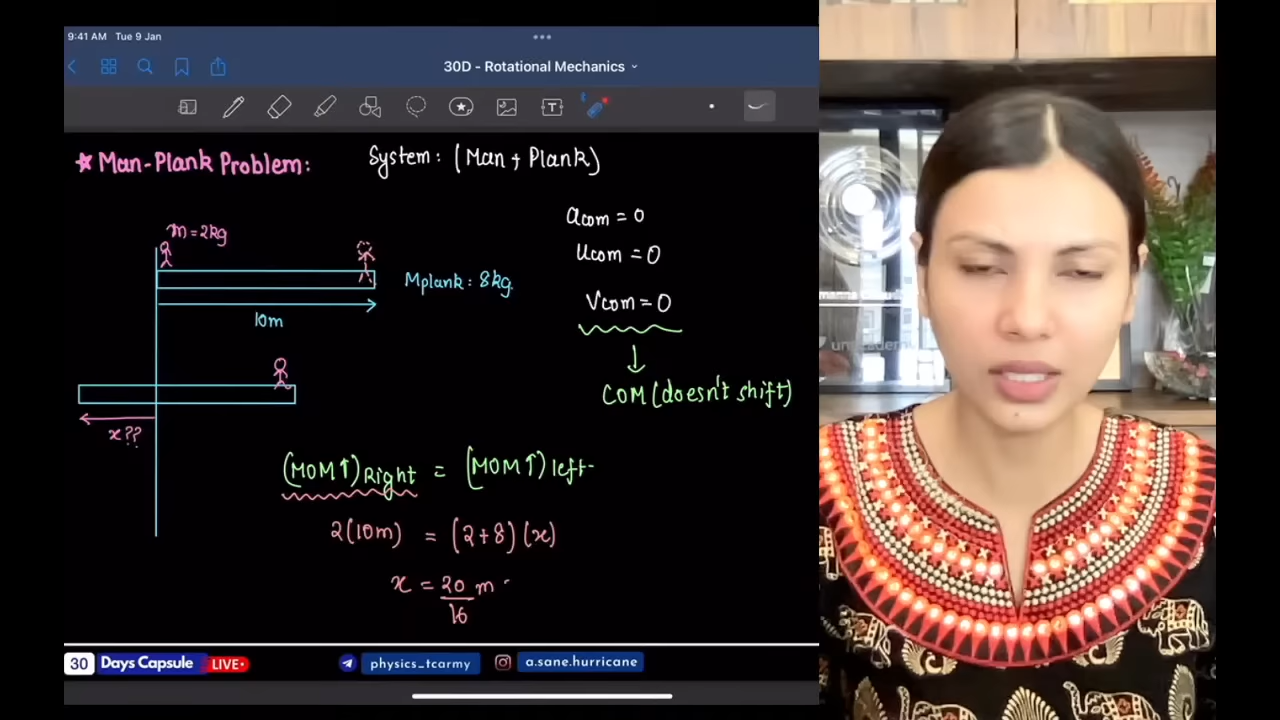 9:41 AM Tue 9 Jan
30D - Rotational Mechanics
★ Man-Plank Problem:
System: (Man + Plank)
m = 2kg
Mplank : 8kg.
10m
x??
acom = 0
ucom = 0
Vcom = 0
COM (doesn't shift)
(MOM↑)Right = (MOM↑)left
2(10m) = (2+8)(x)
x = 20/10 m
30 Days Capsule LIVE
physics_tcarmy
a.sane.hurricane